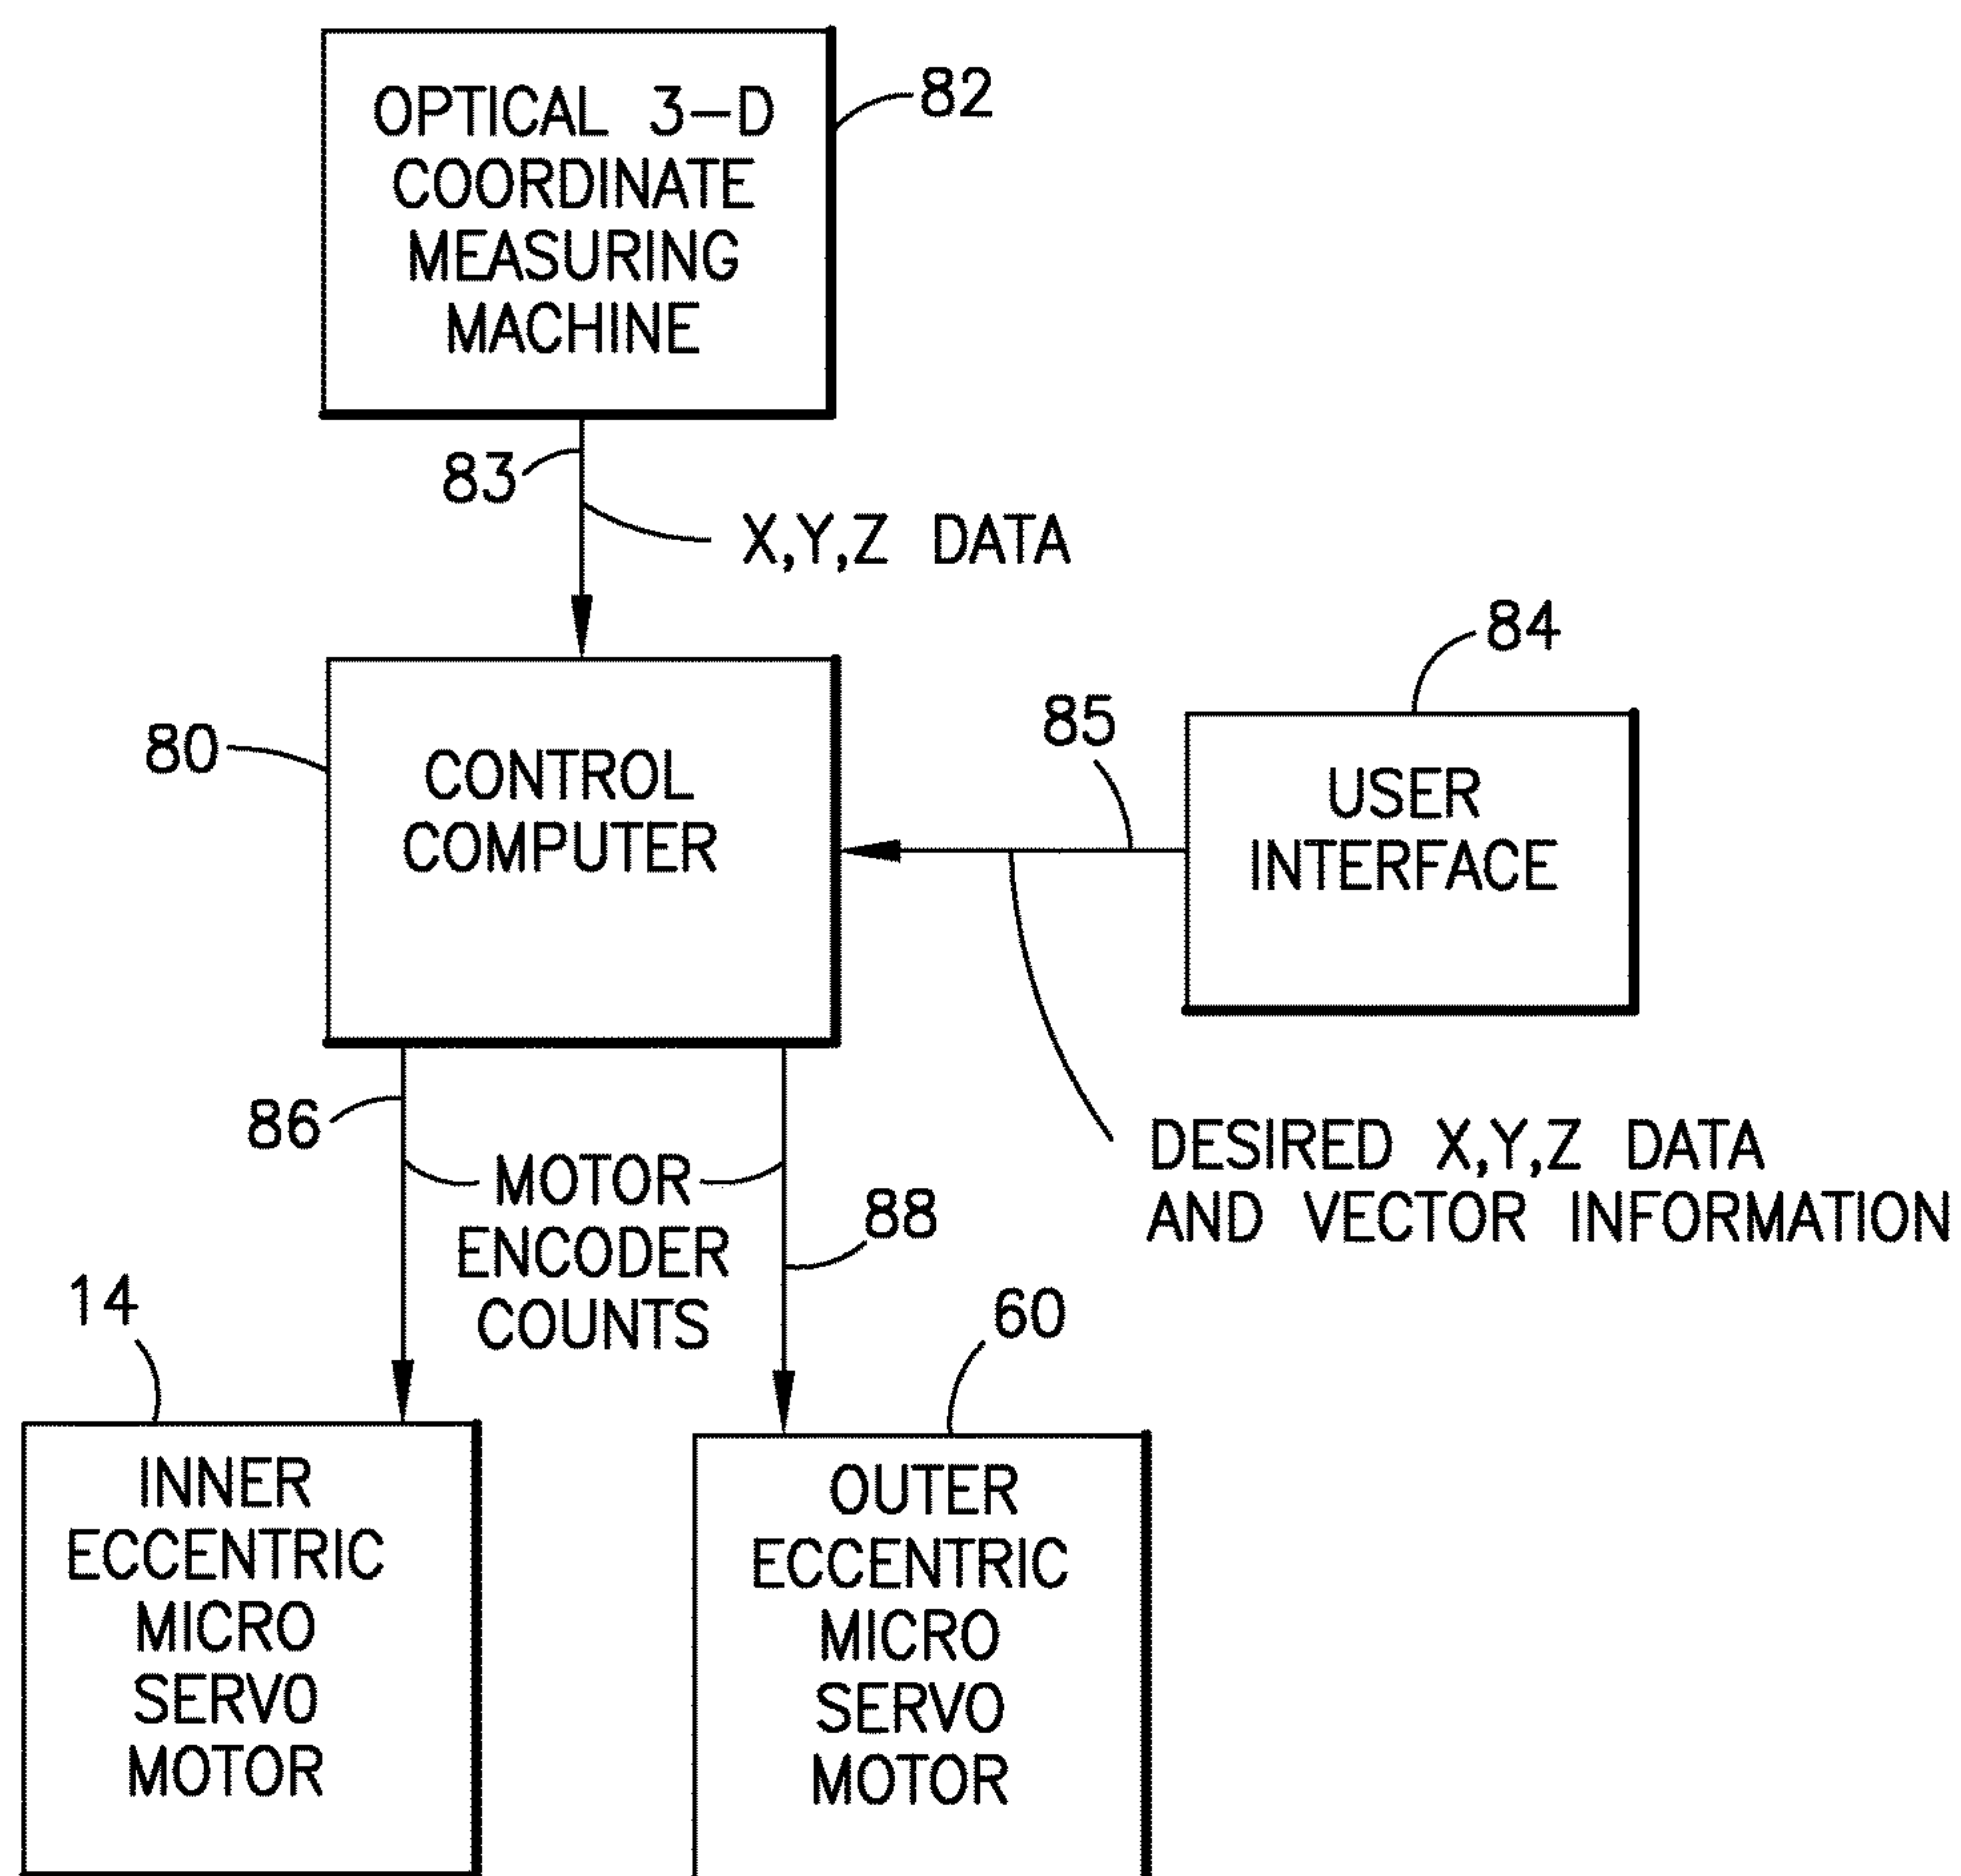 OPTICAL 3-D
COORDINATE
MEASURING
MACHINE
82
83
X,Y,Z DATA
84
80
CONTROL
COMPUTER
85
USER
INTERFACE
86
MOTOR
ENCODER
COUNTS
88
DESIRED X,Y,Z DATA
AND VECTOR INFORMATION
14
60
INNER
ECCENTRIC
MICRO
SERVO
MOTOR
OUTER
ECCENTRIC
MICRO
SERVO
MOTOR